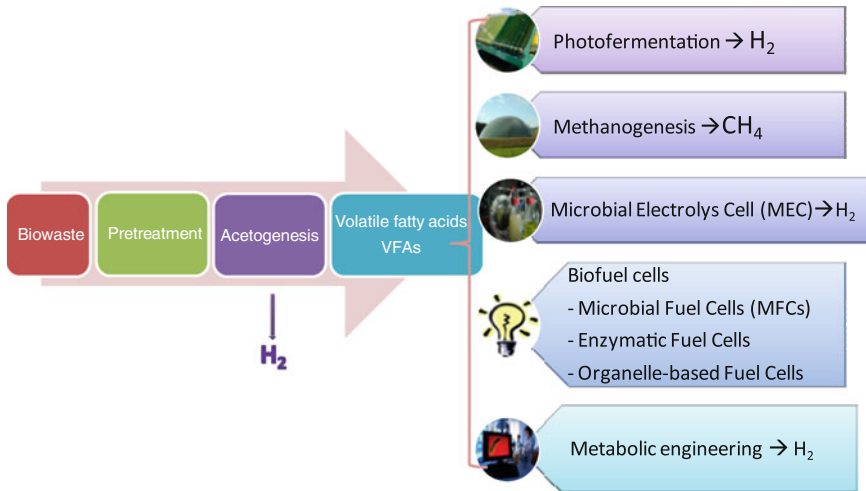 Biowaste
Pretreatment
Acetogenesis
Volatile fatty acids
VFAs
H₂
Photofermentation → H₂
Methanogenesis → CH₄
Microbial Electrolys Cell (MEC) → H₂
Biofuel cells
- Microbial Fuel Cells (MFCs)
- Enzymatic Fuel Cells
- Organelle-based Fuel Cells
Metabolic engineering → H₂